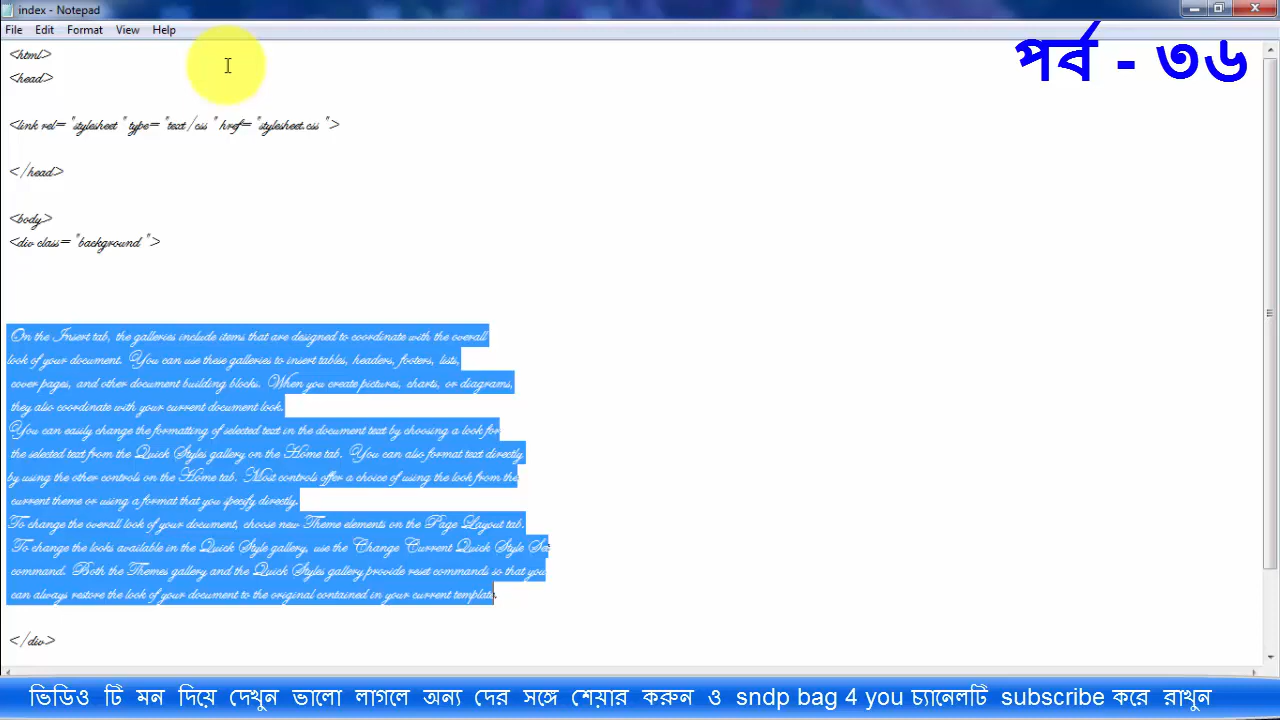 index - Notepad
File Edit Format View Help
পর্ব - ৩৬
<html>
<head>
<link rel="stylesheet" type="text/css" href="stylesheet.css">
</head>
<body>
<div class="background">
On the Insert tab, the galleries include items that are designed to coordinate with the overall
look of your document. You can use these galleries to insert tables, headers, footers, lists,
cover pages, and other document building blocks. When you create pictures, charts, or diagrams,
they also coordinate with your current document look.
You can easily change the formatting of selected text in the document text by choosing a look for
the selected text from the Quick Styles gallery on the Home tab. You can also format text directly
by using the other controls on the Home tab. Most controls offer a choice of using the look from the
current theme or using a format that you specify directly.
To change the overall look of your document, choose new Theme elements on the Page Layout tab.
To change the looks available in the Quick Style gallery, use the Change Current Quick Style Set
command. Both the Themes gallery and the Quick Styles gallery provide reset commands so that you
can always restore the look of your document to the original contained in your current template.
</div>
ভিডিও টি মন দিয়ে দেখুন ভালো লাগলে অন্য দের সঙ্গে শেয়ার করুন ও sndp bag 4 you চ্যানেলটি subscribe করে রাখুন